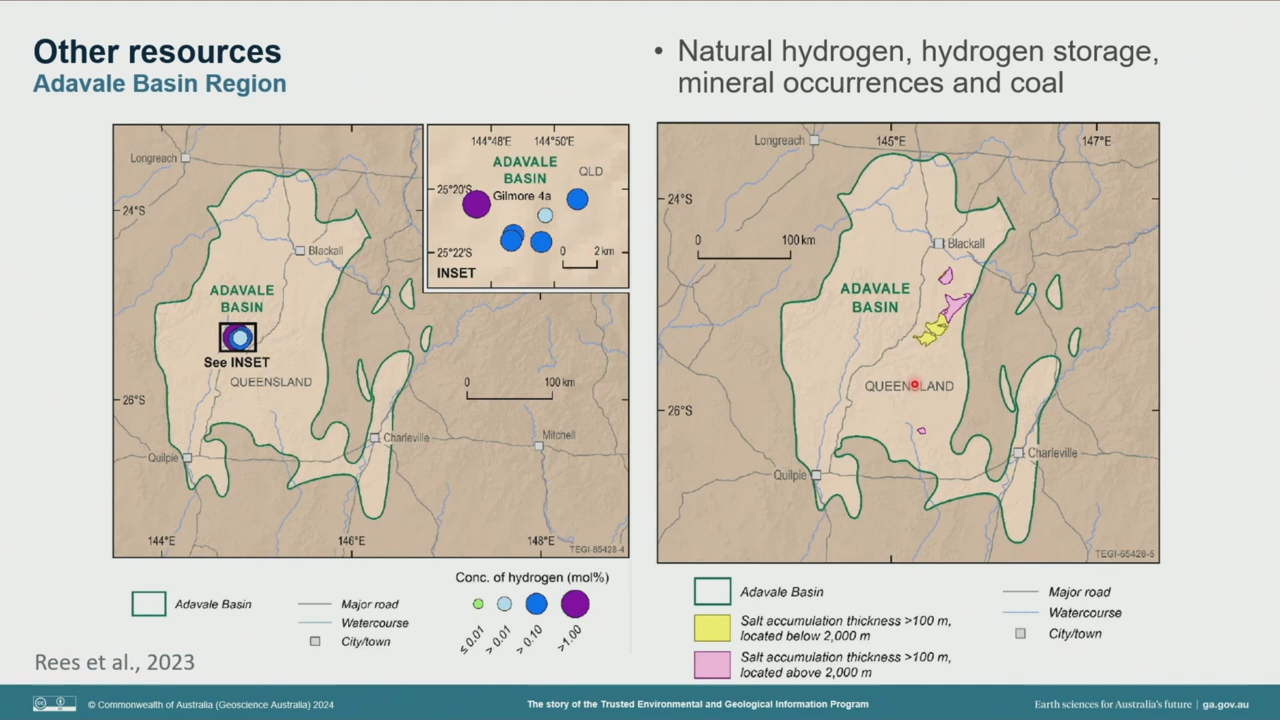 Other resources
Adavale Basin Region
• Natural hydrogen, hydrogen storage,
mineral occurrences and coal
Longreach
24°S
Blackall
ADAVALE
BASIN
See INSET
QUEENSLAND
0 100 km
26°S
Charleville
Mitchell
Quilpie
144°E 146°E 148°E
TEGI-65428-4
144°48'E 144°50'E
ADAVALE
BASIN
QLD
25°20'S
Gilmore 4a
25°22'S
0 2 km
INSET
Adavale Basin
Major road
Watercourse
City/town
Conc. of hydrogen (mol%)
≤0.01
> 0.01
> 0.10
>1.00
Rees et al., 2023
Longreach
145°E 147°E
24°S
0 100 km
Blackall
ADAVALE
BASIN
QUEENSLAND
26°S
Charleville
Quilpie
TEGI-65428-5
Adavale Basin
Salt accumulation thickness >100 m,
located below 2,000 m
Salt accumulation thickness >100 m,
located above 2,000 m
Major road
Watercourse
City/town
© Commonwealth of Australia (Geoscience Australia) 2024
The story of the Trusted Environmental and Geological Information Program
Earth sciences for Australia's future | ga.gov.au